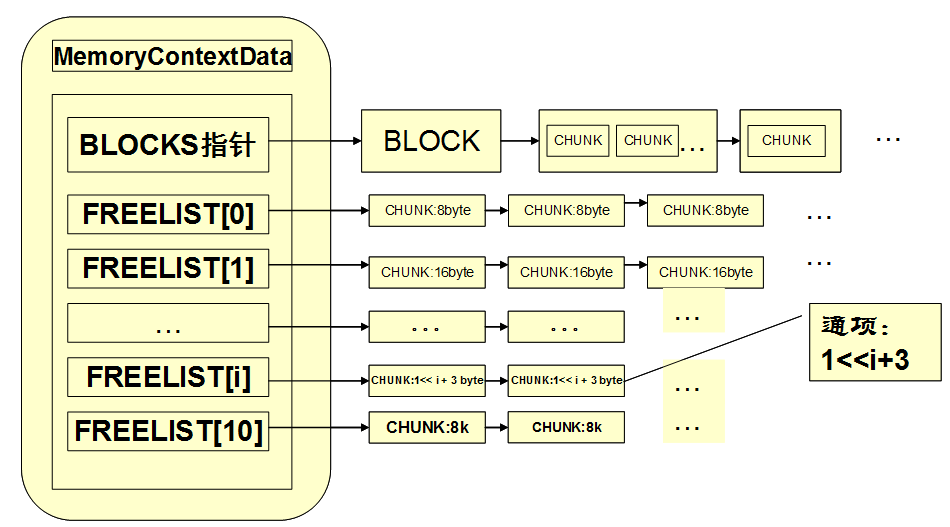 MemoryContextData
BLOCKS指针
BLOCK
CHUNK
CHUNK
...
CHUNK
...
FREELIST[0]
CHUNK:8byte
CHUNK:8byte
CHUNK:8byte
...
FREELIST[1]
CHUNK:16byte
CHUNK:16byte
CHUNK:16byte
...
...
。。。
。。。
...
通项：
1<<i+3
FREELIST[i]
CHUNK:1<< i + 3 byte
CHUNK:1<< i + 3 byte
...
FREELIST[10]
CHUNK:8k
CHUNK:8k
...